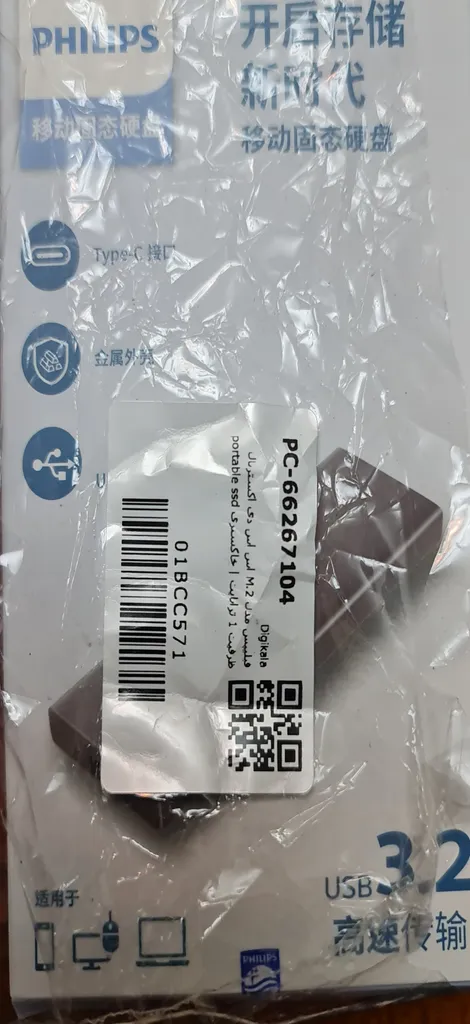 PHILIPS
移动固态硬盘
开启存储
新时代
移动固态硬盘
Type-C 接口
金属外壳
U
PC-66267104
Digikala
اس اس دی اکسترنال
فیلیپس مدل M.2
portable ssd
ظرفیت 1 ترابایت | خاکستری
01BCC571
适用于
USB 3.2
高速传输
PHILIPS